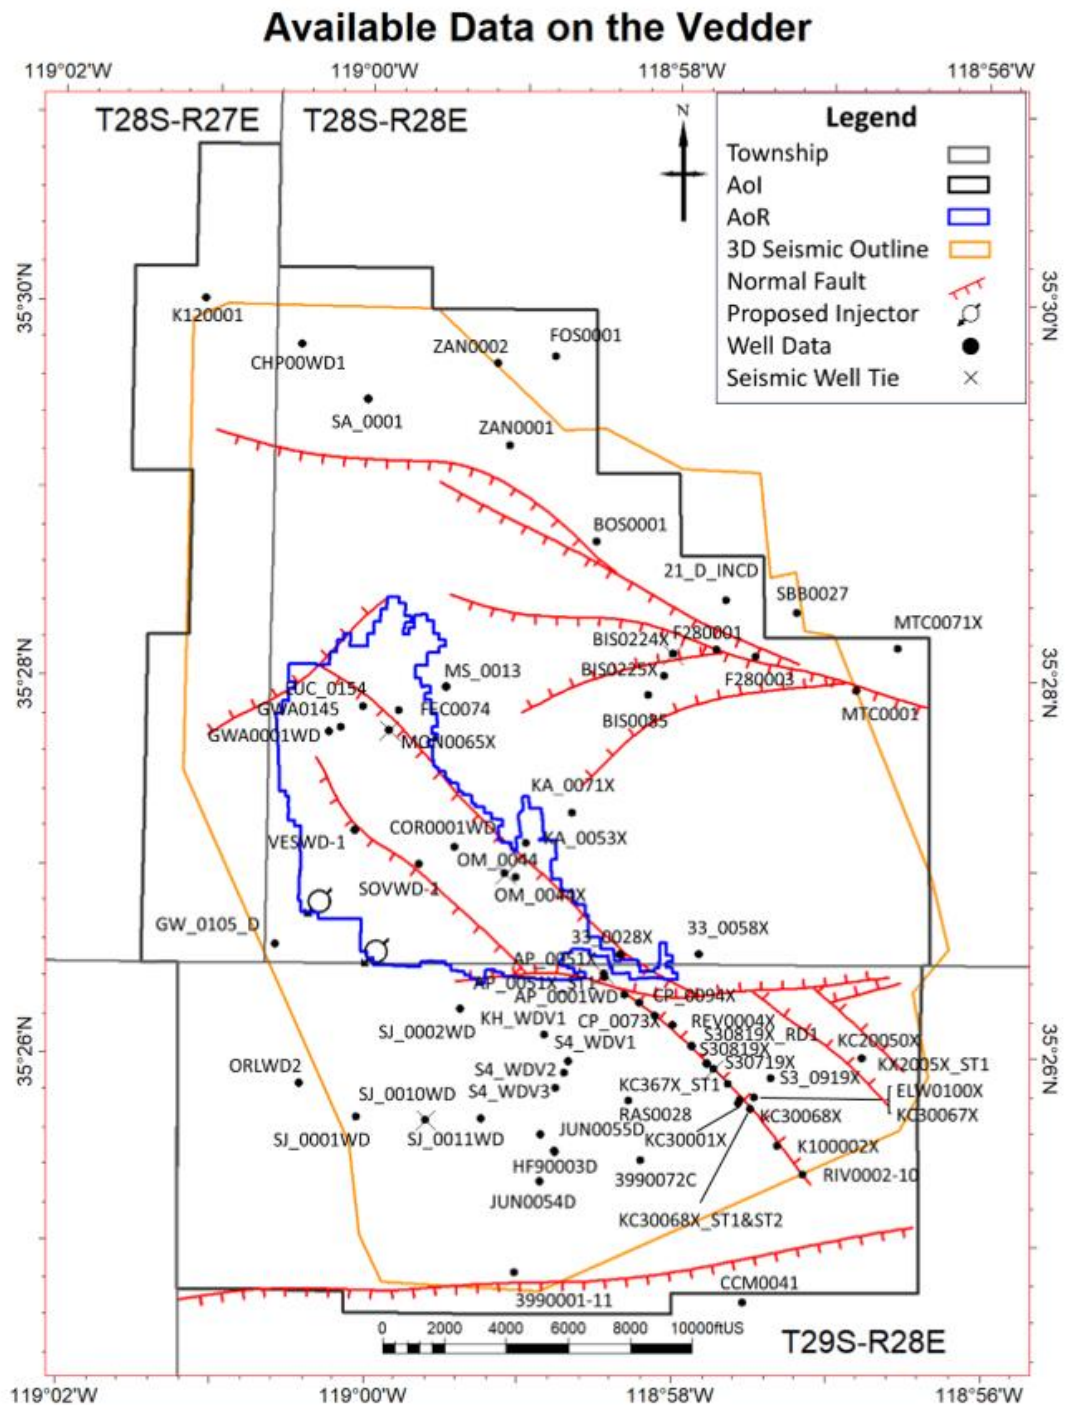 Available Data on the Vedder
119°02'W 119°00'W 118°58'W 118°56'W
T28S-R27E T28S-R28E
N
Legend
Township
AoI
AoR
3D Seismic Outline
Normal Fault
Proposed Injector
Well Data
Seismic Well Tie
35°30'N 35°30'N
K120001
CHP00WD1
ZAN0002
FOS0001
SA_0001
ZAN0001
BOS0001
21_D_INCD
SBB0027
MTC0071X
35°28'N 35°28'N
BIS0224X
F280001
BIS0225X
F280003
MS_0013
LUC_0154
GWA0145
FEC0074
BIS0085
MTC0001
GWA0001WD
MON0065X
KA_0071X
VESWD-1
COR0001WD
KA_0053X
OM_0044
SOVWD-2
OM_0044X
GW_0105_D
33_0028X
33_0058X
AP_0051X
AP_0051X_ST1
AP_0001WD
CP_0094X
SJ_0002WD
KH_WDV1
CP_0073X
REV0004X
35°26'N 35°26'N
S4_WDV1
S30819X_RD1
S30819X
KC20050X
ORLWD2
S4_WDV2
S30719X
KX2005X_ST1
S4_WDV3
KC367X_ST1
S3_0919X
ELW0100X
SJ_0010WD
RAS0028
KC30068X
KC30067X
SJ_0001WD
SJ_0011WD
JUN0055D
KC30001X
K100002X
HF90003D
3990072C
RIV0002-10
JUN0054D
KC30068X_ST1&ST2
CCM0041
3990001-11
0 2000 4000 6000 8000 10000ftUS
T29S-R28E
119°02'W 119°00'W 118°58'W 118°56'W